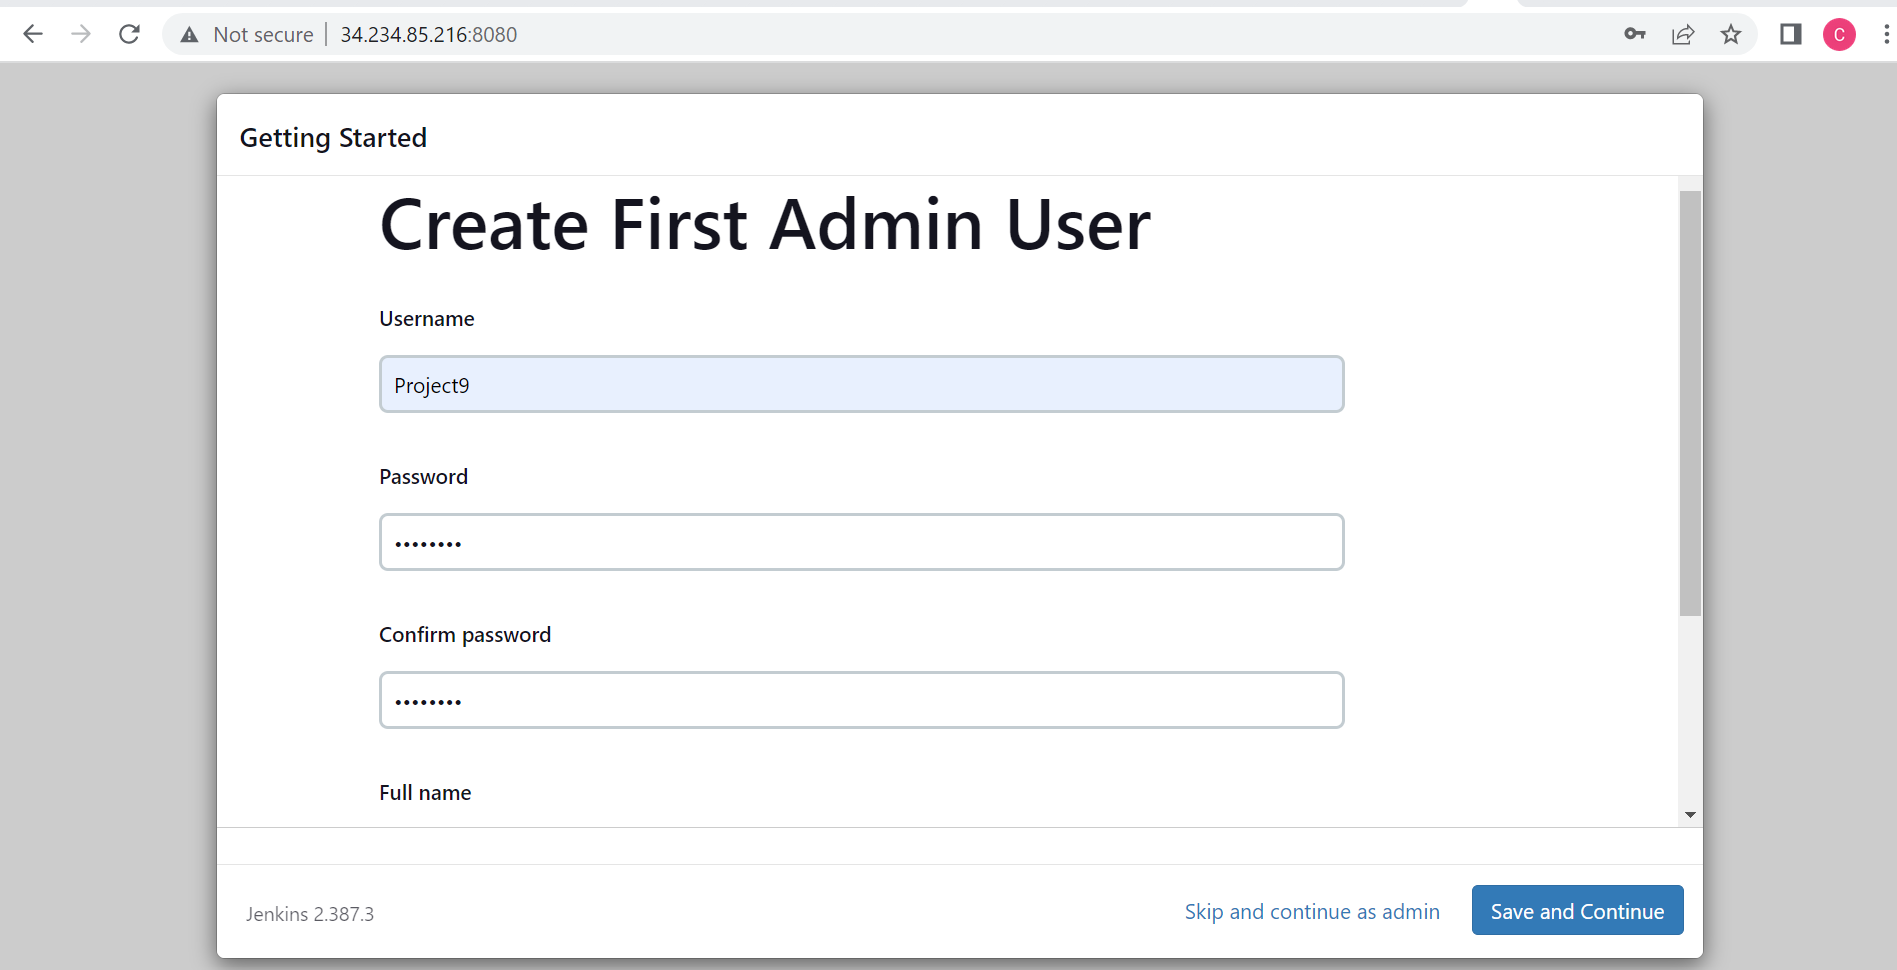 Not secure | 34.234.85.216:8080
C
Getting Started
Create First Admin User
Username
Project9
Password
••••••••
Confirm password
••••••••
Full name
Jenkins 2.387.3
Skip and continue as admin
Save and Continue